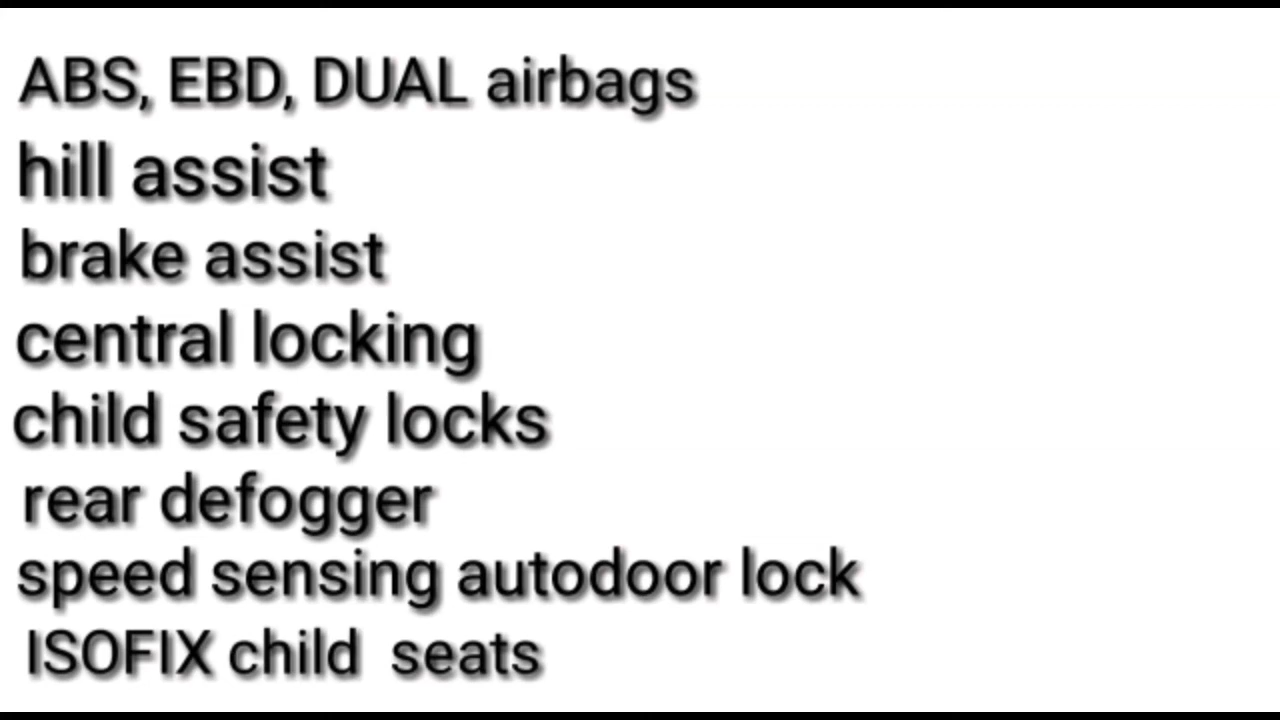 ABS, EBD, DUAL airbags
hill assist
brake assist
central locking
child safety locks
rear defogger
speed sensing autodoor lock
ISOFIX child seats